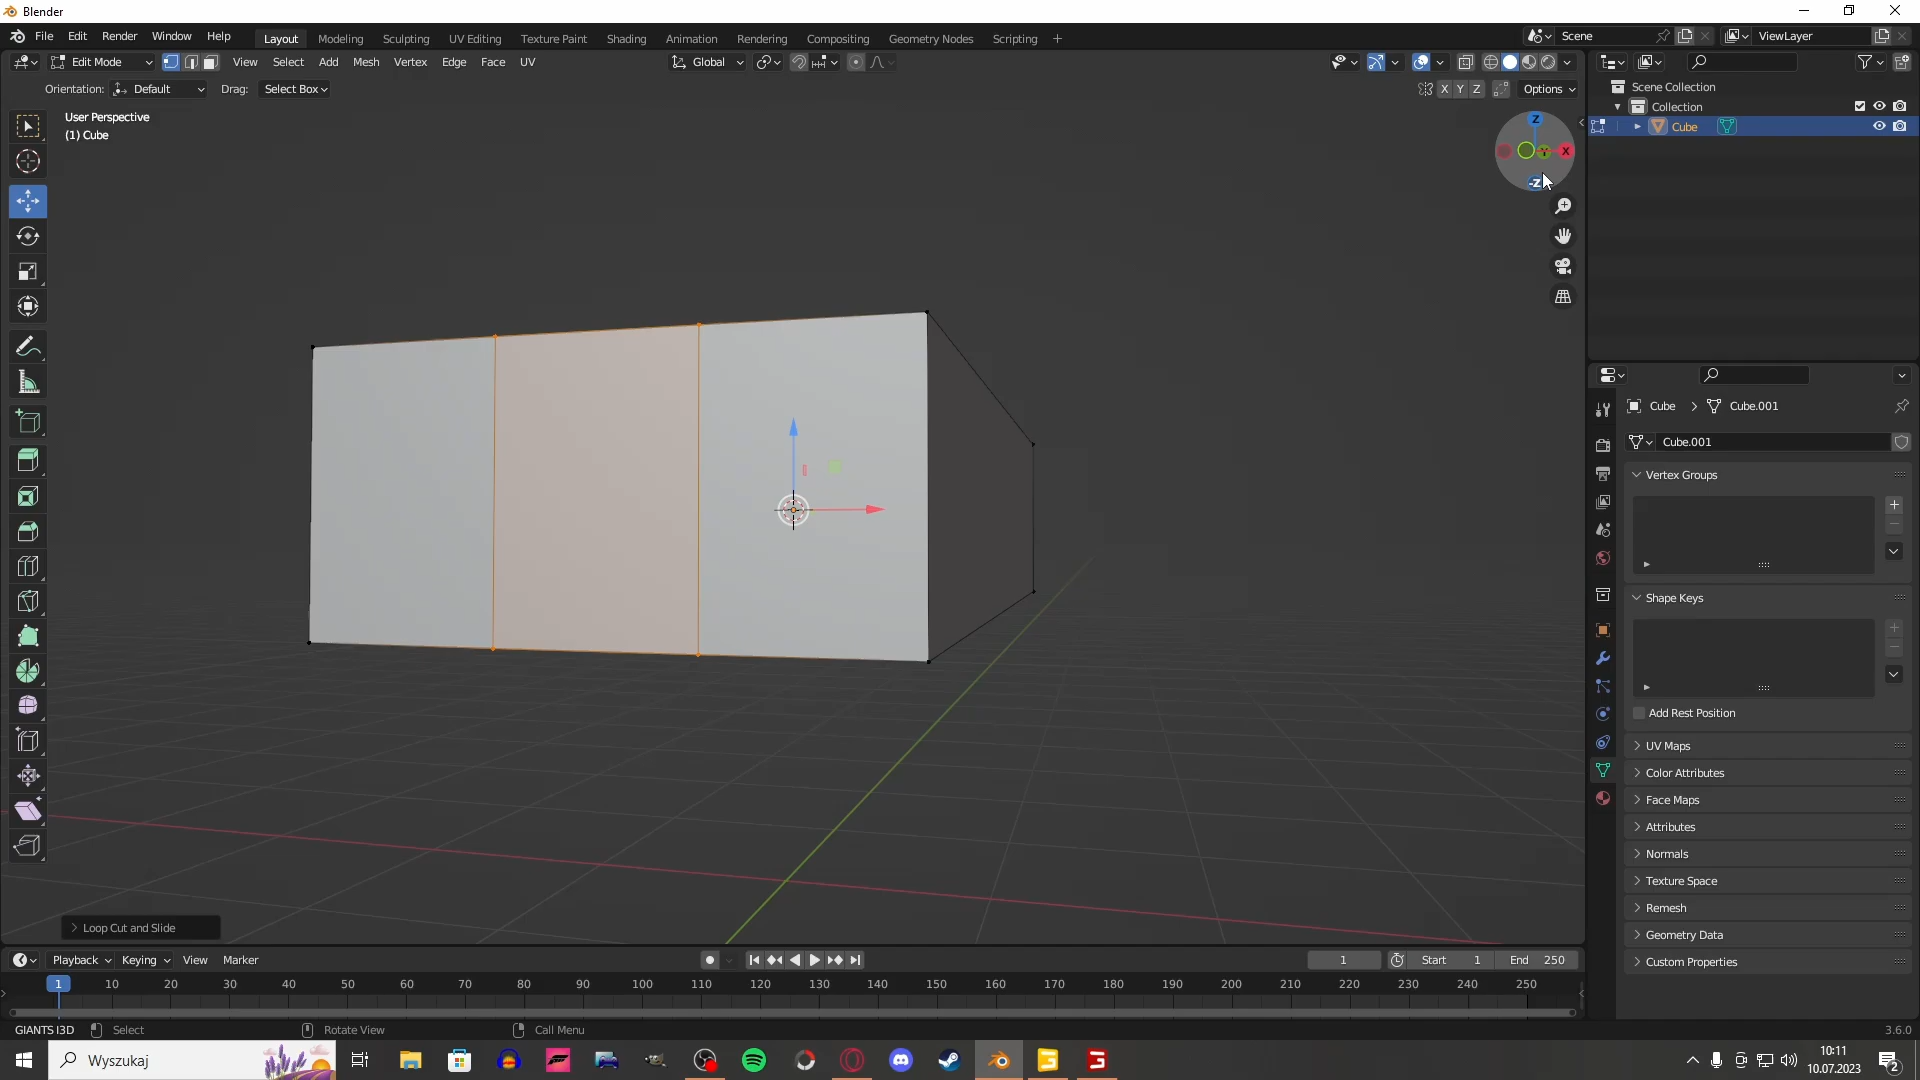 Blender
File Edit Render Window Help Layout Modeling Sculpting UV Editing Texture Paint Shading Animation Rendering Compositing Geometry Nodes Scripting + Scene ViewLayer
Edit Mode View Select Add Mesh Vertex Edge Face UV Global
Orientation: Default Drag: Select Box X Y Z Options
User Perspective
(1) Cube
Z
X
Y
-Z
Scene Collection
Collection
Cube
Cube > Cube.001
Cube.001
Vertex Groups
Shape Keys
Add Rest Position
UV Maps
Color Attributes
Face Maps
Attributes
Normals
Texture Space
Remesh
Geometry Data
Custom Properties
> Loop Cut and Slide
Playback Keying View Marker 1 Start 1 End 250
1 10 20 30 40 50 60 70 80 90 100 110 120 130 140 150 160 170 180 190 200 210 220 230 240 250
GIANTS I3D Select Rotate View Call Menu 3.6.0
Wyszukaj
10:11
10.07.2023
2